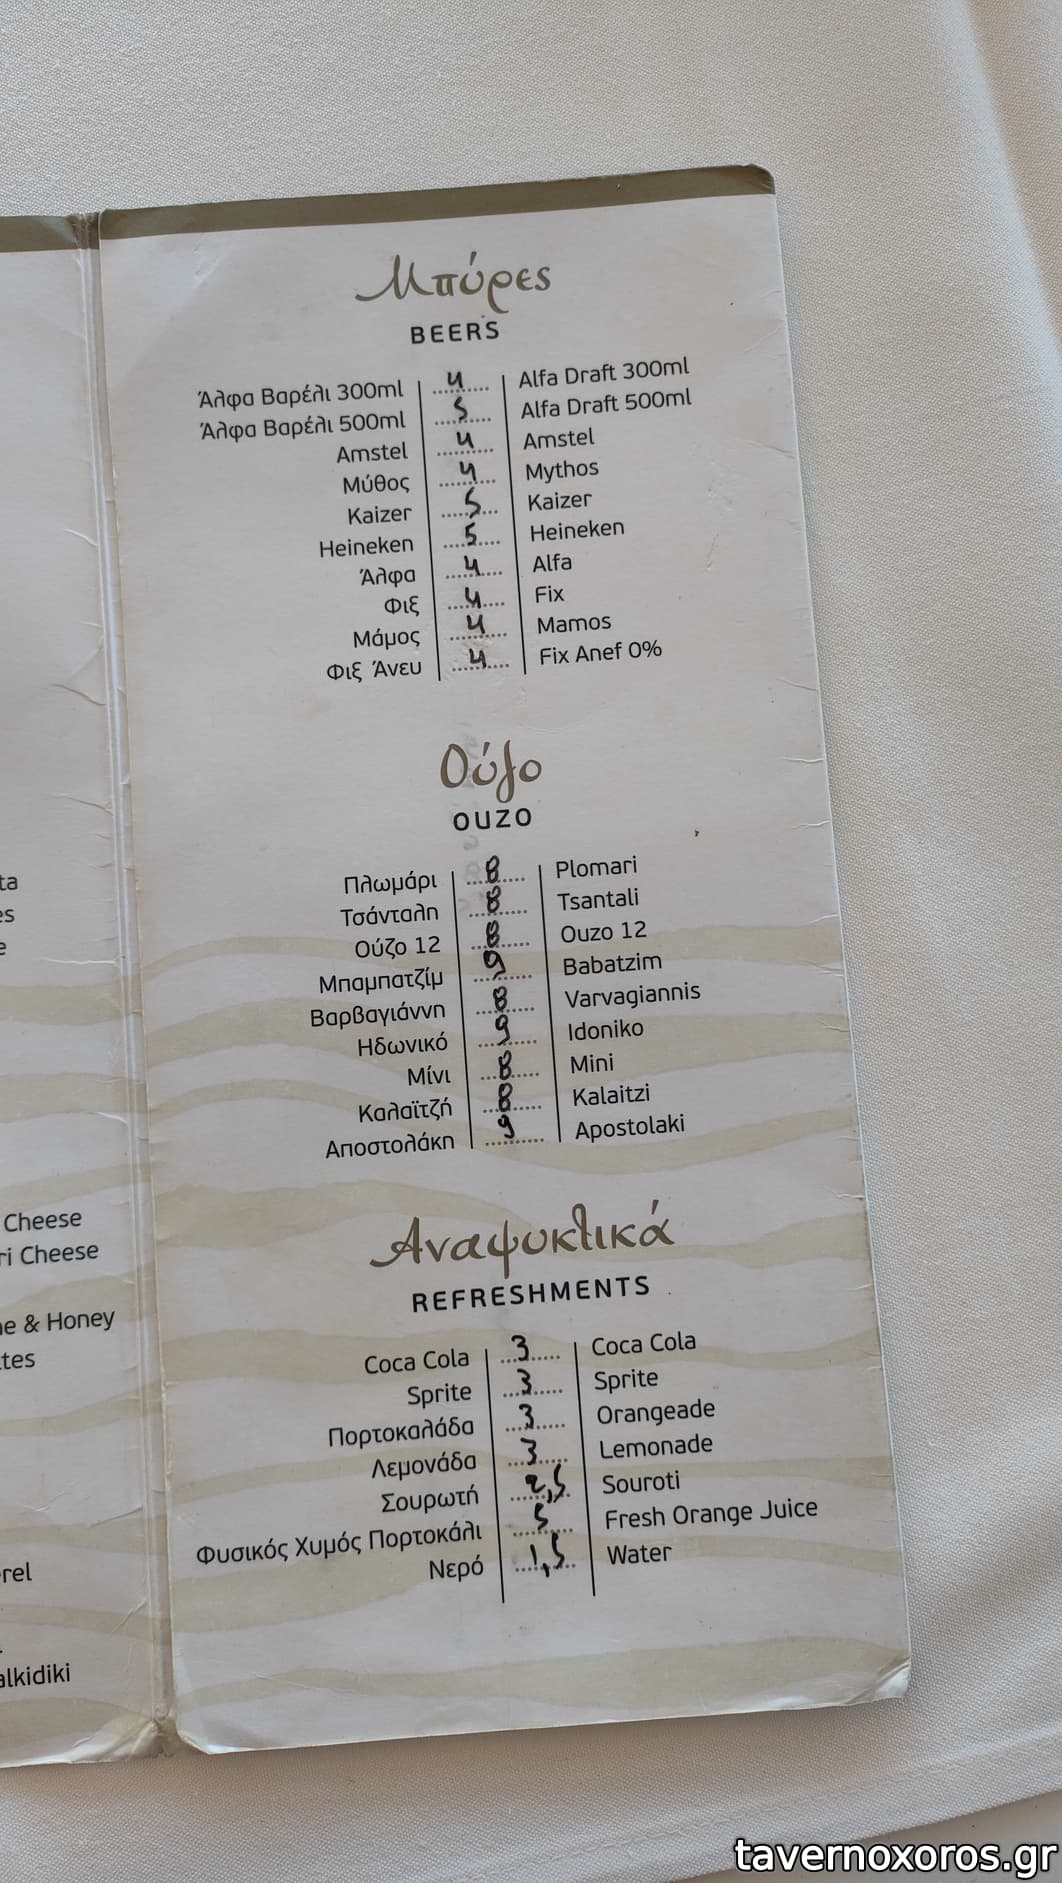 Μπύρες
BEERS
Άλφα Βαρέλι 300ml 4 Alfa Draft 300ml
Άλφα Βαρέλι 500ml 5 Alfa Draft 500ml
Amstel 4 Amstel
Μύθος 4 Mythos
Kaizer 5 Kaizer
Heineken 5 Heineken
Άλφα 4 Alfa
Φιξ 4 Fix
Μάμος 4 Mamos
Φιξ Άνευ 4 Fix Anef 0%
Ούζο
OUZO
Πλωμάρι 8 Plomari
Τσάνταλη 8 Tsantali
Ούζο 12 8 Ouzo 12
Μπαμπατζίμ 9 Babatzim
Βαρβαγιάννη 8 Varvagiannis
Ηδωνικό 9 Idoniko
Μίνι 8 Mini
Καλαϊτζή 8 Kalaitzi
Αποστολάκη 9 Apostolaki
Αναψυκτικά
REFRESHMENTS
Coca Cola 3 Coca Cola
Sprite 3 Sprite
Πορτοκαλάδα 3 Orangeade
Λεμονάδα 3 Lemonade
Σουρωτή 2,5 Souroti
Φυσικός Χυμός Πορτοκάλι 5 Fresh Orange Juice
Νερό 1,5 Water
Cheese
ri Cheese
& Honey
tes
rel
alkidiki
tavernoxoros.gr